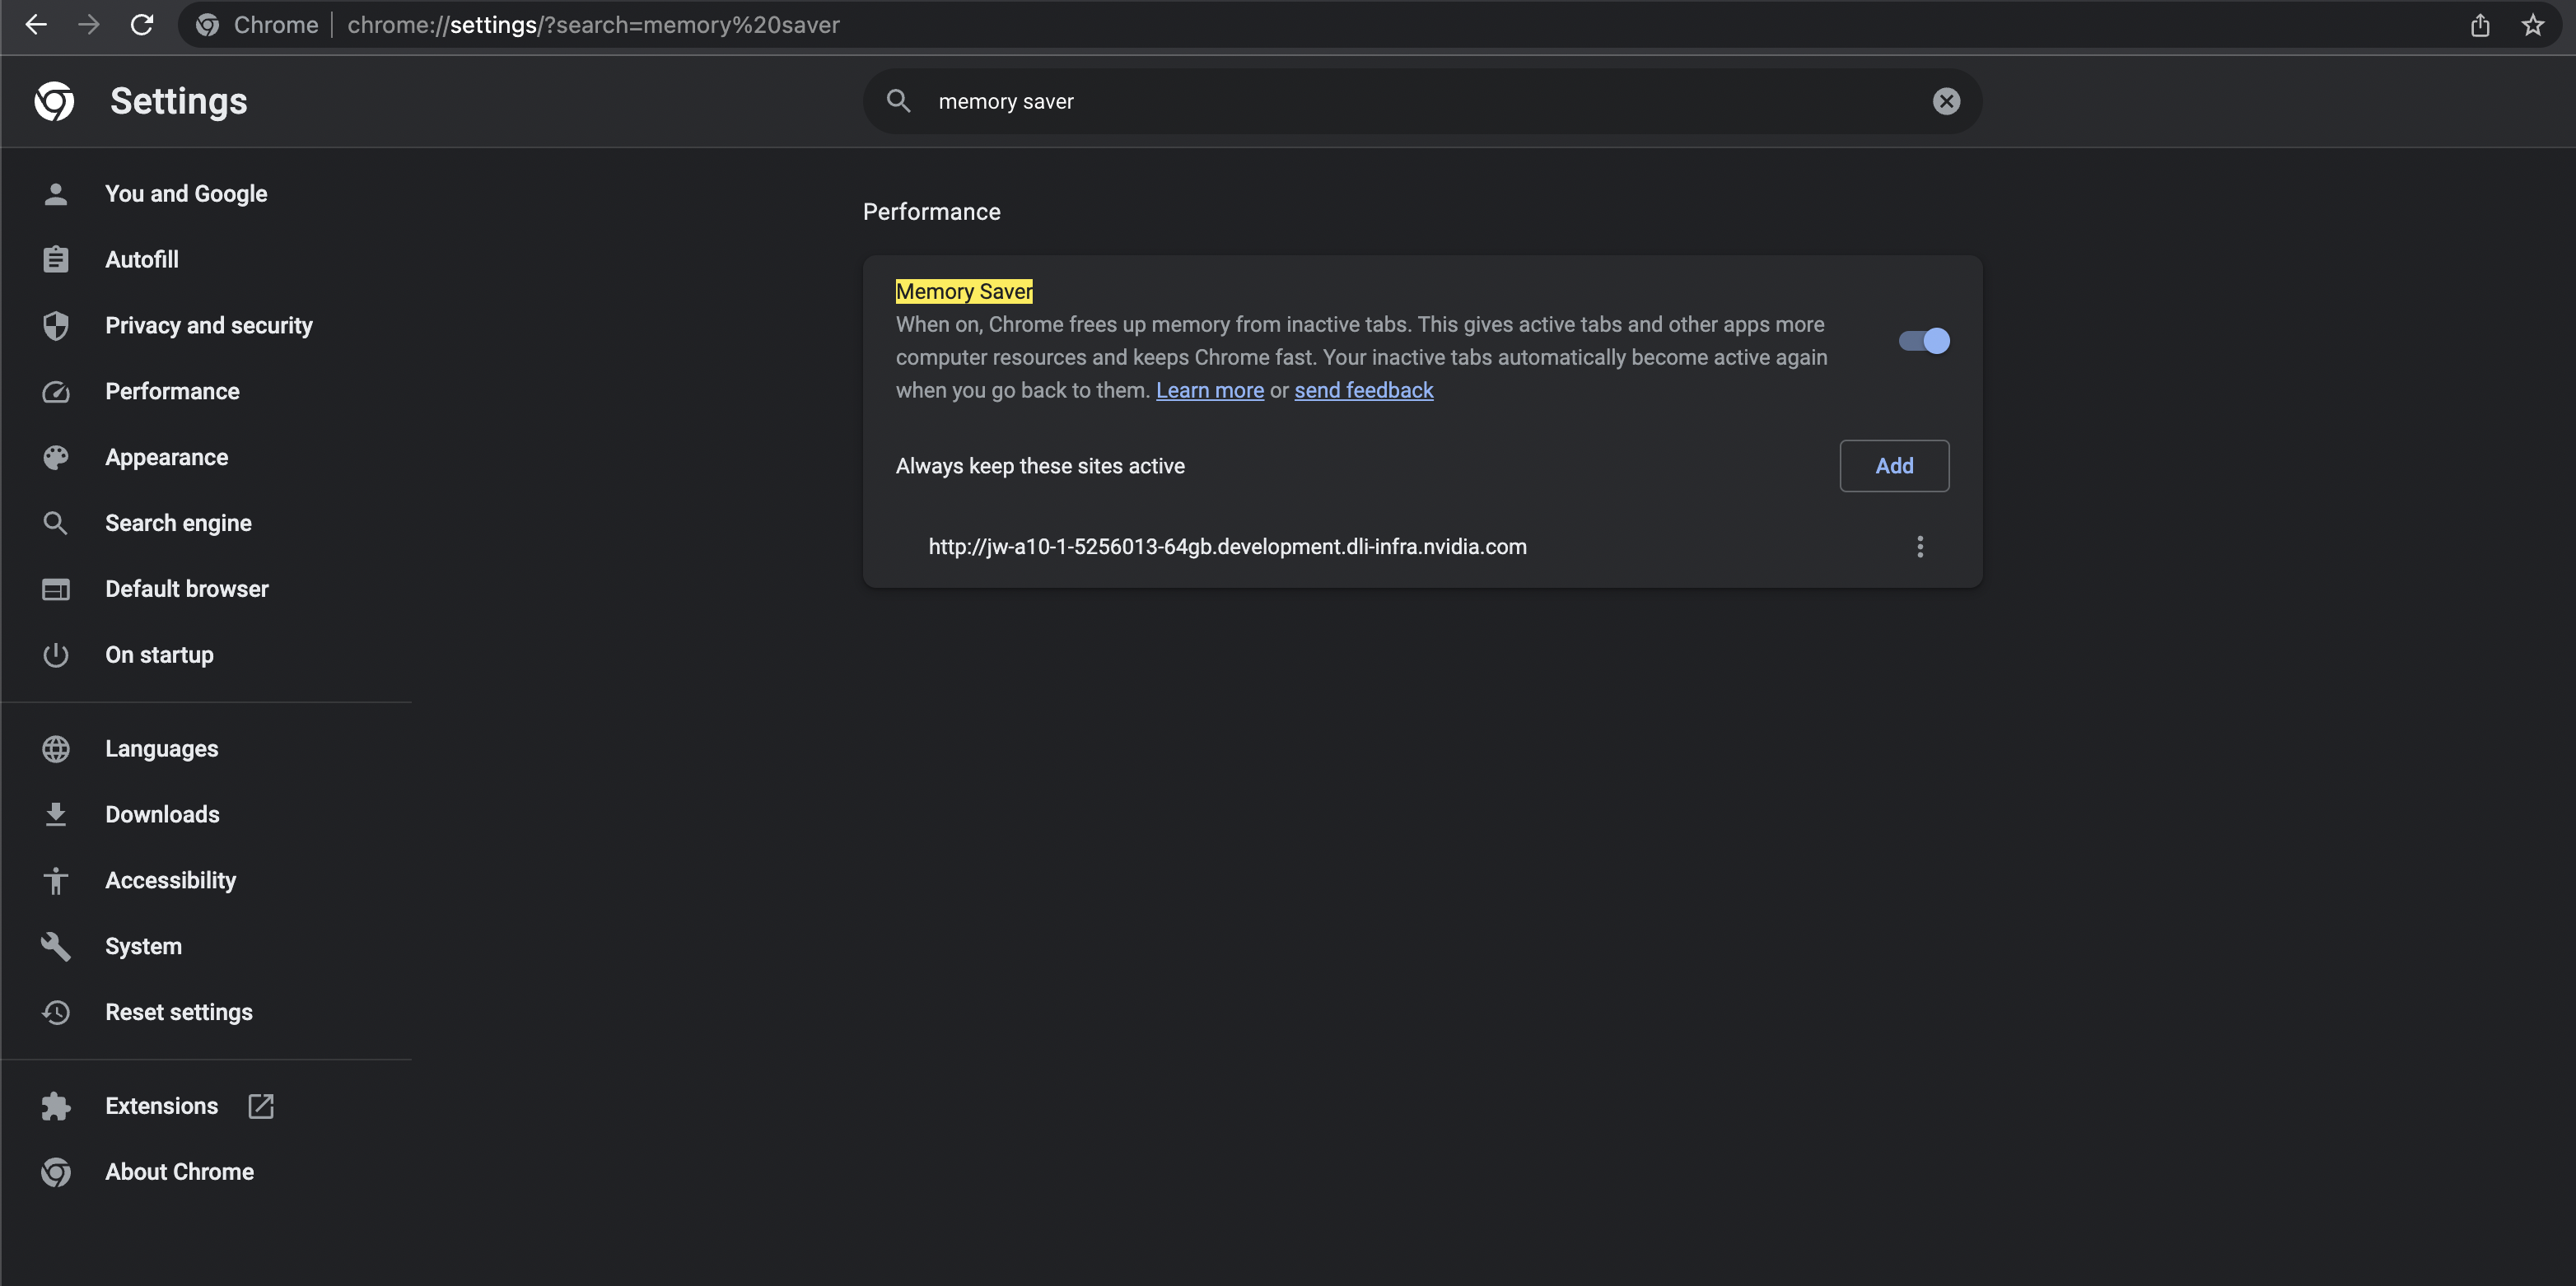 Chrome | chrome://settings/?search=memory%20saver
Settings
memory saver
You and Google
Autofill
Privacy and security
Performance
Appearance
Search engine
Default browser
On startup
Languages
Downloads
Accessibility
System
Reset settings
Extensions
About Chrome
Performance
Memory Saver
When on, Chrome frees up memory from inactive tabs. This gives active tabs and other apps more
computer resources and keeps Chrome fast. Your inactive tabs automatically become active again
when you go back to them. Learn more or send feedback
Always keep these sites active
Add
http://jw-a10-1-5256013-64gb.development.dli-infra.nvidia.com